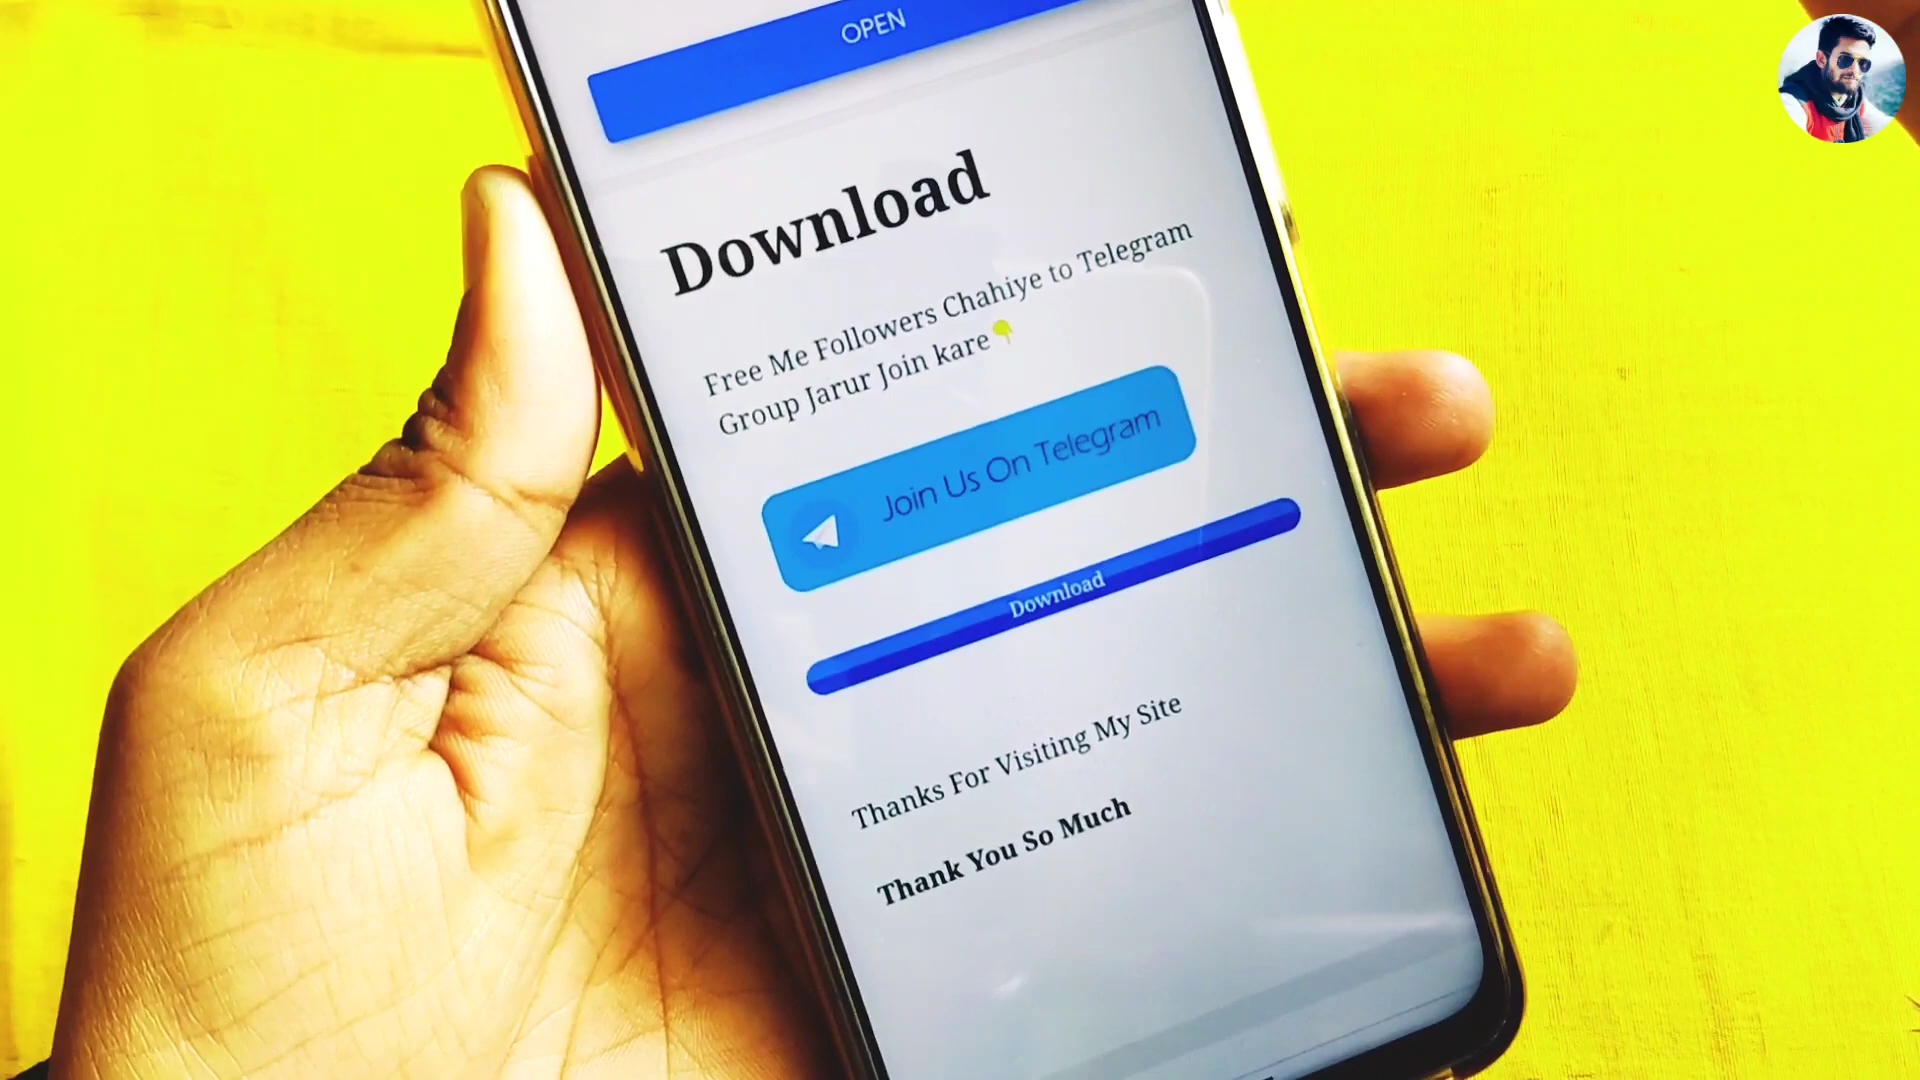 OPEN
Download
Free Me Followers Chahiye to Telegram
Group Jarur Join kare👇
Join Us On Telegram
Download
Thanks For Visiting My Site
Thank You So Much